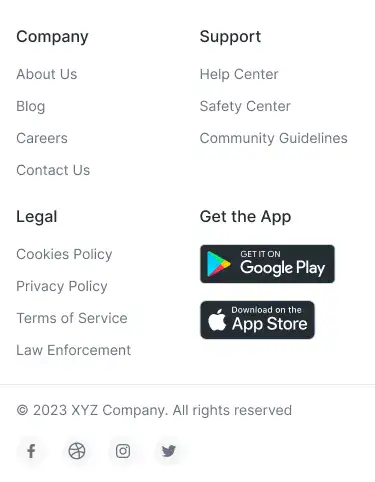 Company
About Us
Blog
Careers
Contact Us
Support
Help Center
Safety Center
Community Guidelines
Legal
Cookies Policy
Privacy Policy
Terms of Service
Law Enforcement
Get the App
GET IT ON
Google Play
Download on the
App Store
© 2023 XYZ Company. All rights reserved